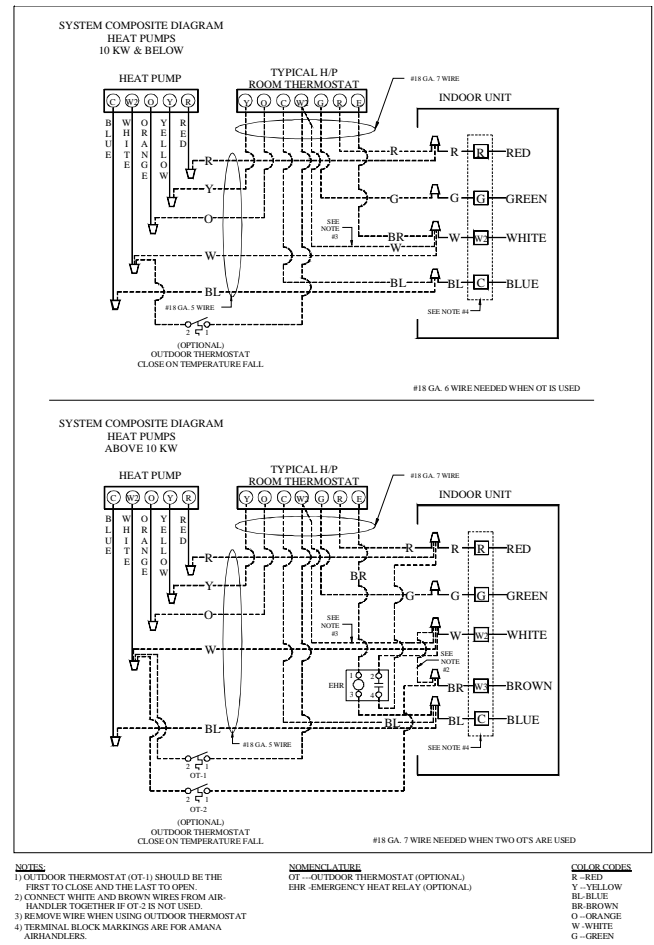 SYSTEM COMPOSITE DIAGRAM
HEAT PUMPS
10 KW & BELOW
HEAT PUMP
C W2 O Y R
BLUE
WHITE
ORANGE
YELLOW
RED
TYPICAL H/P
ROOM THERMOSTAT
Y O C W2 G R E
#18 GA. 7 WIRE
INDOOR UNIT
R R R R RED
Y
G G G GREEN
O
SEE
NOTE
#3
BR
W W W W2 WHITE
BL BL C BLUE
#18 GA. 5 WIRE
SEE NOTE #4
2 1
(OPTIONAL)
OUTDOOR THERMOSTAT
CLOSE ON TEMPERATURE FALL
#18 GA. 6 WIRE NEEDED WHEN OT IS USED
SYSTEM COMPOSITE DIAGRAM
HEAT PUMPS
ABOVE 10 KW
HEAT PUMP
C W2 O Y R
BLUE
WHITE
ORANGE
YELLOW
RED
TYPICAL H/P
ROOM THERMOSTAT
Y O C W2 G R E
#18 GA. 7 WIRE
INDOOR UNIT
R R R R RED
BR
Y
G G G GREEN
O
SEE
NOTE
#3
W W W2 WHITE
SEE
NOTE
#2
EHR
1 2
3 4
BR W3 BROWN
BL BL BL C BLUE
#18 GA. 5 WIRE
SEE NOTE #4
2 1
OT-1
2 1
OT-2
(OPTIONAL)
OUTDOOR THERMOSTAT
CLOSE ON TEMPERATURE FALL
#18 GA. 7 WIRE NEEDED WHEN TWO OT'S ARE USED
NOTES:
1) OUTDOOR THERMOSTAT (OT-1) SHOULD BE THE
FIRST TO CLOSE AND THE LAST TO OPEN.
2) CONNECT WHITE AND BROWN WIRES FROM AIR-
HANDLER TOGETHER IF OT-2 IS NOT USED.
3) REMOVE WIRE WHEN USING OUTDOOR THERMOSTAT
4) TERMINAL BLOCK MARKINGS ARE FOR AMANA
AIRHANDLERS.
NOMENCLATURE
OT ---OUTDOOR THERMOSTAT (OPTIONAL)
EHR -EMERGENCY HEAT RELAY (OPTIONAL)
COLOR CODES
R --RED
Y --YELLOW
BL-BLUE
BR-BROWN
O --ORANGE
W -WHITE
G --GREEN